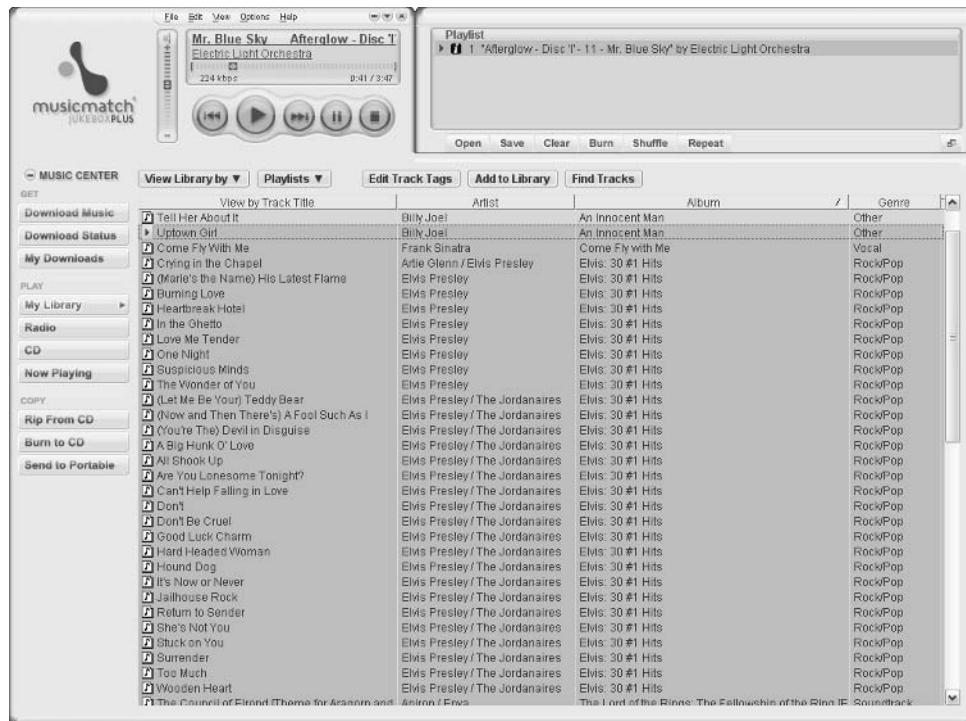 File Edit View Options Help
Mr. Blue Sky Afterglow - Disc 'I'
Electric Light Orchestra
224 kbps 0:41 / 3:47
musicmatch
JUKEBOX PLUS
Playlist
1 "Afterglow - Disc 'I' - 11 - Mr. Blue Sky" by Electric Light Orchestra
Open Save Clear Burn Shuffle Repeat
MUSIC CENTER
GET
Download Music
Download Status
My Downloads
PLAY
My Library
Radio
CD
Now Playing
COPY
Rip From CD
Burn to CD
Send to Portable
View Library by ▼ Playlists ▼ Edit Track Tags Add to Library Find Tracks
View by Track Title Artist Album / Genre
Tell Her About It Billy Joel An Innocent Man Other
Uptown Girl Billy Joel An Innocent Man Other
Come Fly With Me Frank Sinatra Come Fly with Me Vocal
Crying in the Chapel Artie Glenn / Elvis Presley Elvis: 30 #1 Hits Rock/Pop
(Marie's the Name) His Latest Flame Elvis Presley Elvis: 30 #1 Hits Rock/Pop
Burning Love Elvis Presley Elvis: 30 #1 Hits Rock/Pop
Heartbreak Hotel Elvis Presley Elvis: 30 #1 Hits Rock/Pop
In the Ghetto Elvis Presley Elvis: 30 #1 Hits Rock/Pop
Love Me Tender Elvis Presley Elvis: 30 #1 Hits Rock/Pop
One Night Elvis Presley Elvis: 30 #1 Hits Rock/Pop
Suspicious Minds Elvis Presley Elvis: 30 #1 Hits Rock/Pop
The Wonder of You Elvis Presley Elvis: 30 #1 Hits Rock/Pop
(Let Me Be Your) Teddy Bear Elvis Presley / The Jordanaires Elvis: 30 #1 Hits Rock/Pop
(Now and Then There's) A Fool Such As I Elvis Presley / The Jordanaires Elvis: 30 #1 Hits Rock/Pop
(You're The) Devil in Disguise Elvis Presley / The Jordanaires Elvis: 30 #1 Hits Rock/Pop
A Big Hunk O' Love Elvis Presley / The Jordanaires Elvis: 30 #1 Hits Rock/Pop
All Shook Up Elvis Presley / The Jordanaires Elvis: 30 #1 Hits Rock/Pop
Are You Lonesome Tonight? Elvis Presley / The Jordanaires Elvis: 30 #1 Hits Rock/Pop
Can't Help Falling in Love Elvis Presley / The Jordanaires Elvis: 30 #1 Hits Rock/Pop
Don't Elvis Presley / The Jordanaires Elvis: 30 #1 Hits Rock/Pop
Don't Be Cruel Elvis Presley / The Jordanaires Elvis: 30 #1 Hits Rock/Pop
Good Luck Charm Elvis Presley / The Jordanaires Elvis: 30 #1 Hits Rock/Pop
Hard Headed Woman Elvis Presley / The Jordanaires Elvis: 30 #1 Hits Rock/Pop
Hound Dog Elvis Presley / The Jordanaires Elvis: 30 #1 Hits Rock/Pop
It's Now or Never Elvis Presley / The Jordanaires Elvis: 30 #1 Hits Rock/Pop
Jailhouse Rock Elvis Presley / The Jordanaires Elvis: 30 #1 Hits Rock/Pop
Return to Sender Elvis Presley / The Jordanaires Elvis: 30 #1 Hits Rock/Pop
She's Not You Elvis Presley / The Jordanaires Elvis: 30 #1 Hits Rock/Pop
Stuck on You Elvis Presley / The Jordanaires Elvis: 30 #1 Hits Rock/Pop
Surrender Elvis Presley / The Jordanaires Elvis: 30 #1 Hits Rock/Pop
Too Much Elvis Presley / The Jordanaires Elvis: 30 #1 Hits Rock/Pop
Wooden Heart Elvis Presley / The Jordanaires Elvis: 30 #1 Hits Rock/Pop
The Council of Elrond [Theme for Aragorn and Aniron / Enya The Lord of the Rings: The Fellowship of the Ring Soundtrack